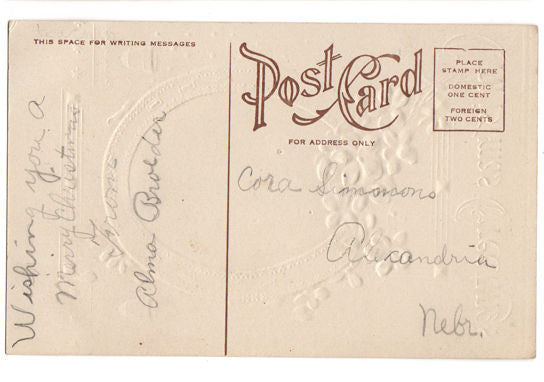 THIS SPACE FOR WRITING MESSAGES
Wishing you a
Merry Christmas
From
Alma Broeder
Post Card
FOR ADDRESS ONLY
PLACE
STAMP HERE
DOMESTIC
ONE CENT
FOREIGN
TWO CENTS
Cora Simmons
Alexandria
Nebr.